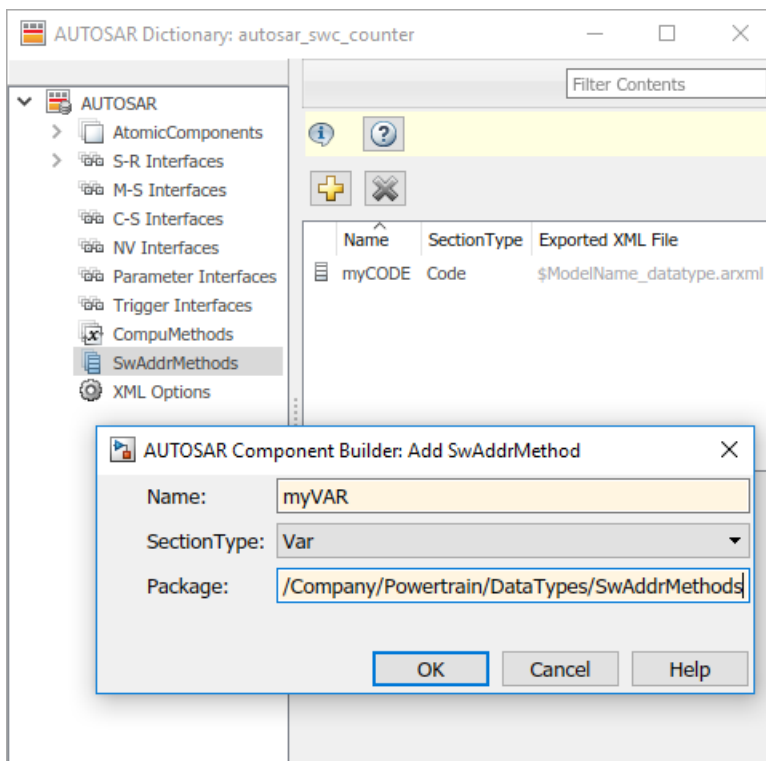 AUTOSAR Dictionary: autosar_swc_counter
Filter Contents
AUTOSAR
AtomicComponents
S-R Interfaces
M-S Interfaces
C-S Interfaces
NV Interfaces
Parameter Interfaces
Trigger Interfaces
CompuMethods
SwAddrMethods
XML Options
Name SectionType Exported XML File
myCODE Code $ModelName_datatype.arxml
AUTOSAR Component Builder: Add SwAddrMethod
Name: myVAR
SectionType: Var
Package: /Company/Powertrain/DataTypes/SwAddrMethods
OK Cancel Help